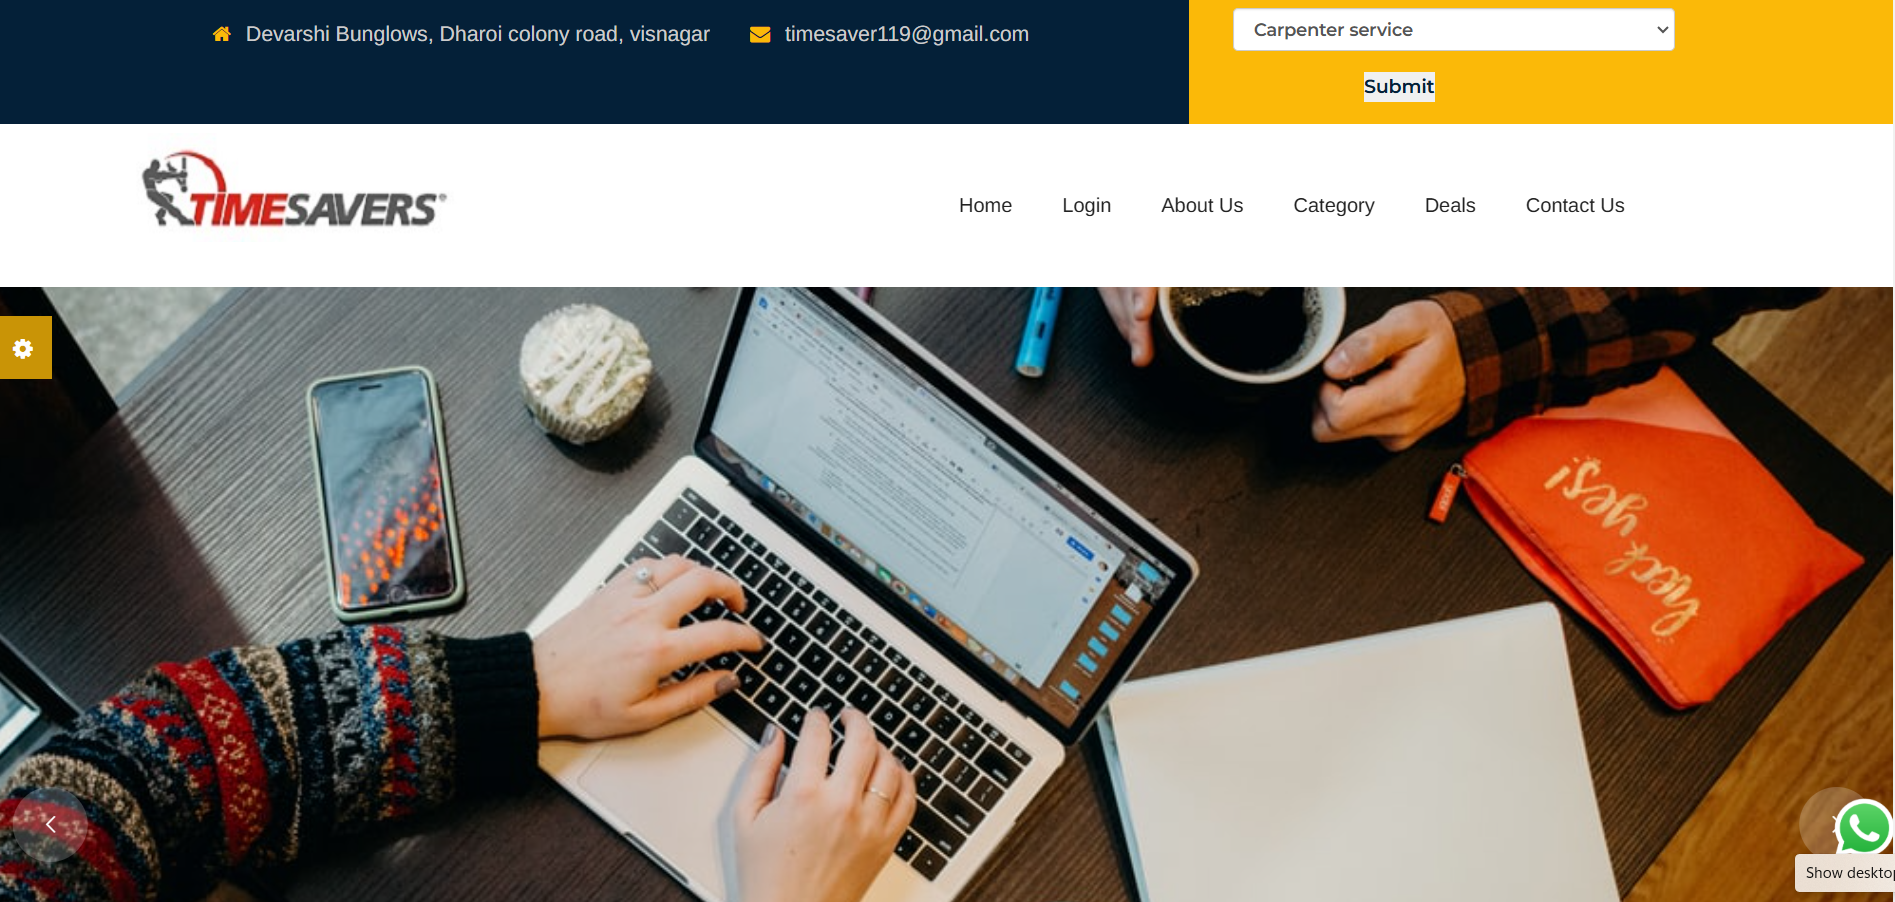 Devarshi Bunglows, Dharoi colony road, visnagar
timesaver119@gmail.com
Carpenter service
Submit
TIMESAVERS®
Home
Login
About Us
Category
Deals
Contact Us
heck yes!
Show desktop